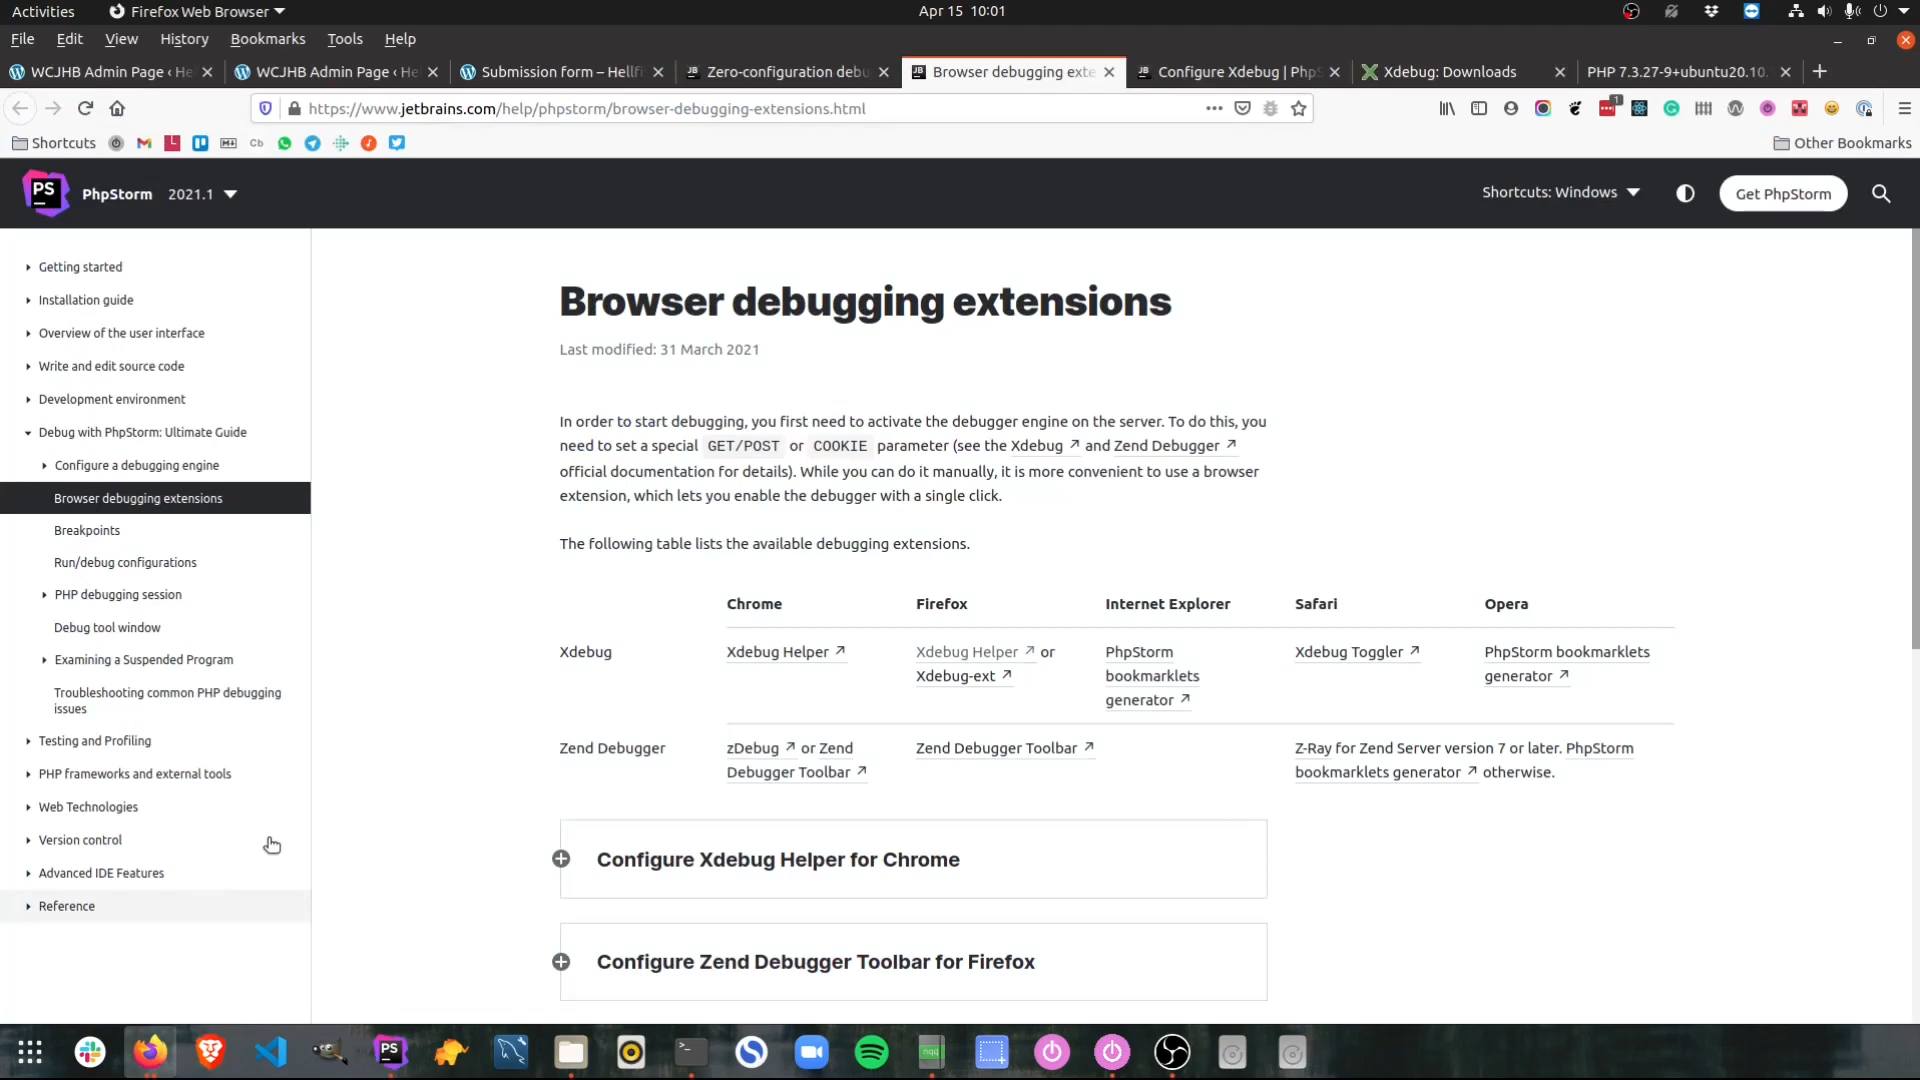 Activities Firefox Web Browser Apr 15 10:01
File Edit View History Bookmarks Tools Help
WCJHB Admin Page ‹ He WCJHB Admin Page ‹ He Submission form – Hellfi Zero-configuration debu Browser debugging exte Configure Xdebug | PhpS Xdebug: Downloads PHP 7.3.27-9+ubuntu20.10.
https://www.jetbrains.com/help/phpstorm/browser-debugging-extensions.html 1
Shortcuts Cb Other Bookmarks
PS PhpStorm 2021.1 Shortcuts: Windows Get PhpStorm
Getting started
Installation guide
Overview of the user interface
Write and edit source code
Development environment
Debug with PhpStorm: Ultimate Guide
Configure a debugging engine
Browser debugging extensions
Breakpoints
Run/debug configurations
PHP debugging session
Debug tool window
Examining a Suspended Program
Troubleshooting common PHP debugging
issues
Testing and Profiling
PHP frameworks and external tools
Web Technologies
Version control
Advanced IDE Features
Reference
Browser debugging extensions
Last modified: 31 March 2021
In order to start debugging, you first need to activate the debugger engine on the server. To do this, you
need to set a special GET/POST or COOKIE parameter (see the Xdebug and Zend Debugger
official documentation for details). While you can do it manually, it is more convenient to use a browser
extension, which lets you enable the debugger with a single click.
The following table lists the available debugging extensions.
Chrome Firefox Internet Explorer Safari Opera
Xdebug Xdebug Helper Xdebug Helper or Xdebug-ext PhpStorm bookmarklets generator Xdebug Toggler PhpStorm bookmarklets generator
Zend Debugger zDebug or Zend Debugger Toolbar Zend Debugger Toolbar Z-Ray for Zend Server version 7 or later. PhpStorm bookmarklets generator otherwise.
Configure Xdebug Helper for Chrome
Configure Zend Debugger Toolbar for Firefox
PS
nqq